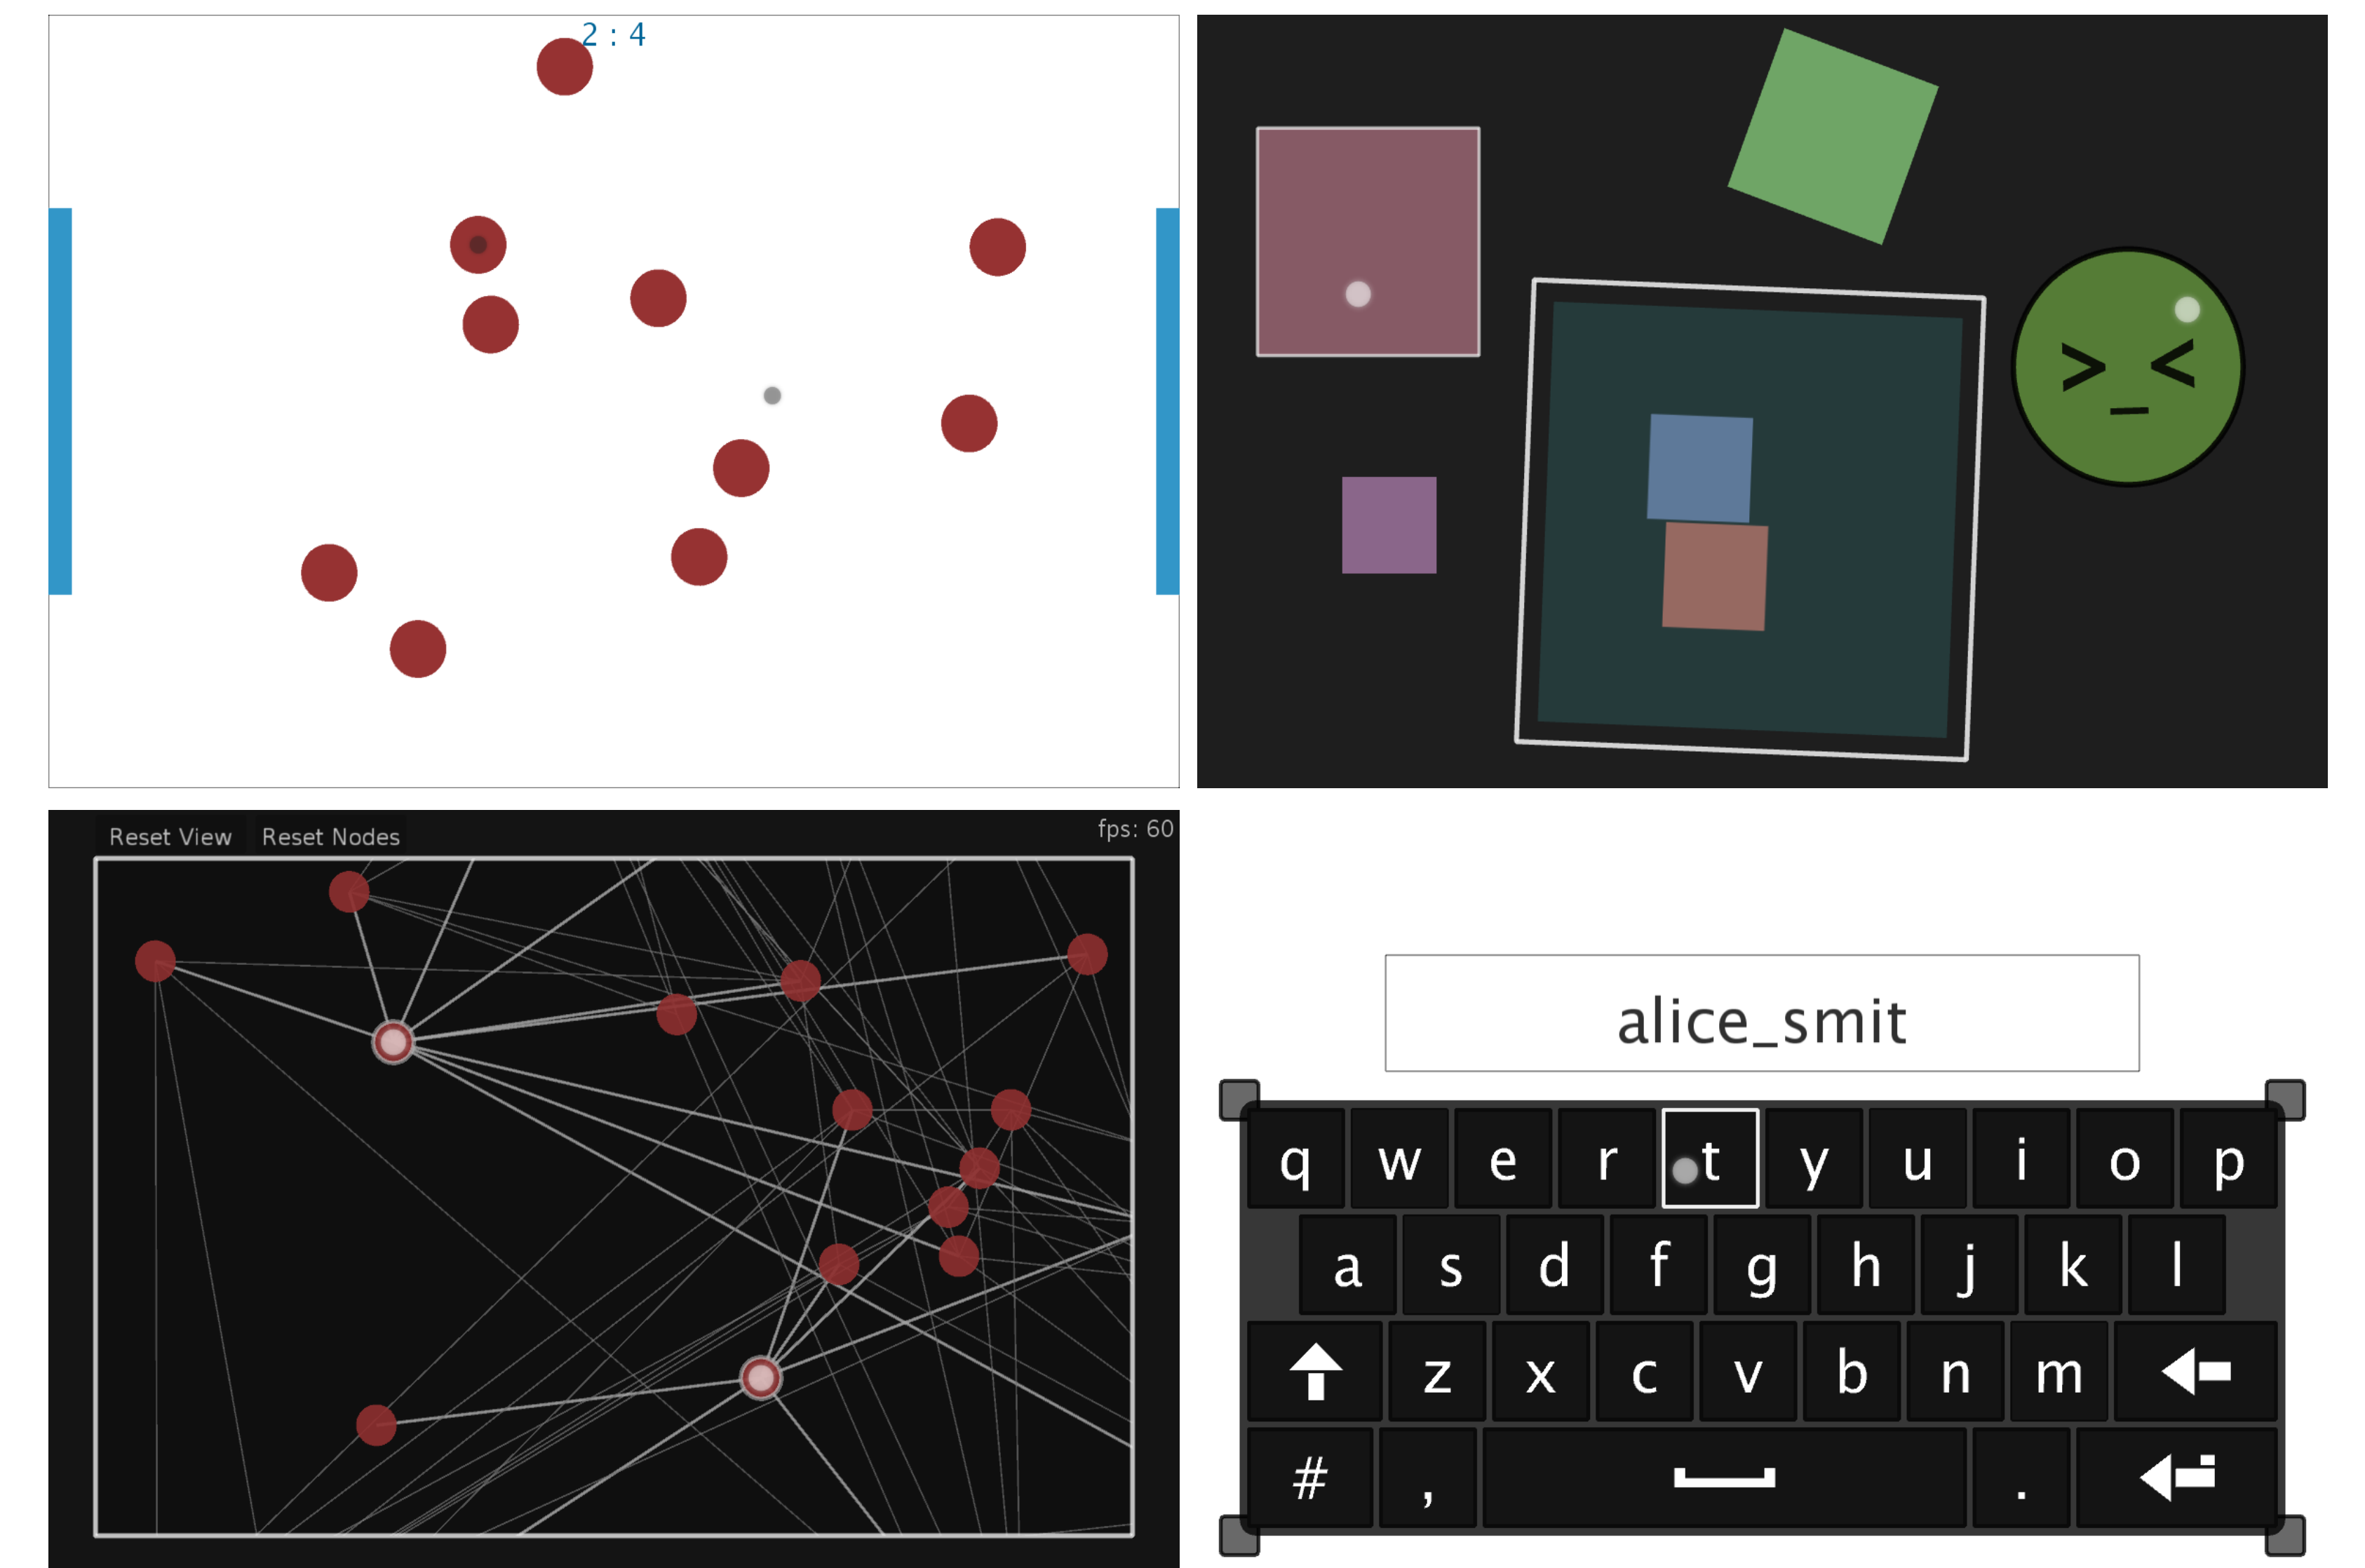 2 : 4
> <
_
Reset View Reset Nodes
fps: 60
alice_smit
q w e r t y u i o p
a s d f g h j k l
z x c v b n m
# , .